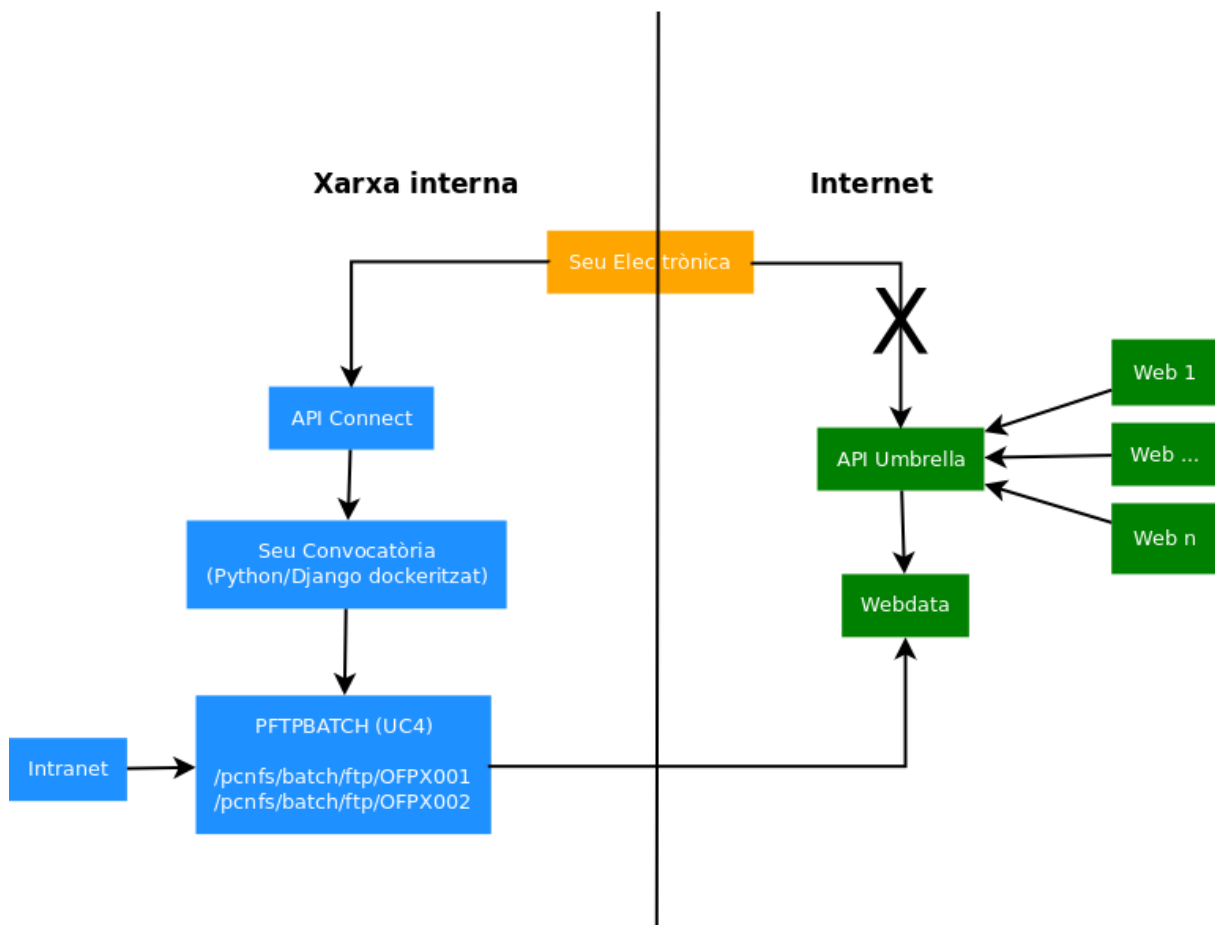 Xarxa interna
Internet
Seu Electrònica
X
Web 1
API Connect
Web ...
API Umbrella
Web n
Seu Convocatòria
(Python/Django dockeritzat)
Webdata
PFTPBATCH (UC4)
Intranet
/pcnfs/batch/ftp/OFPX001
/pcnfs/batch/ftp/OFPX002